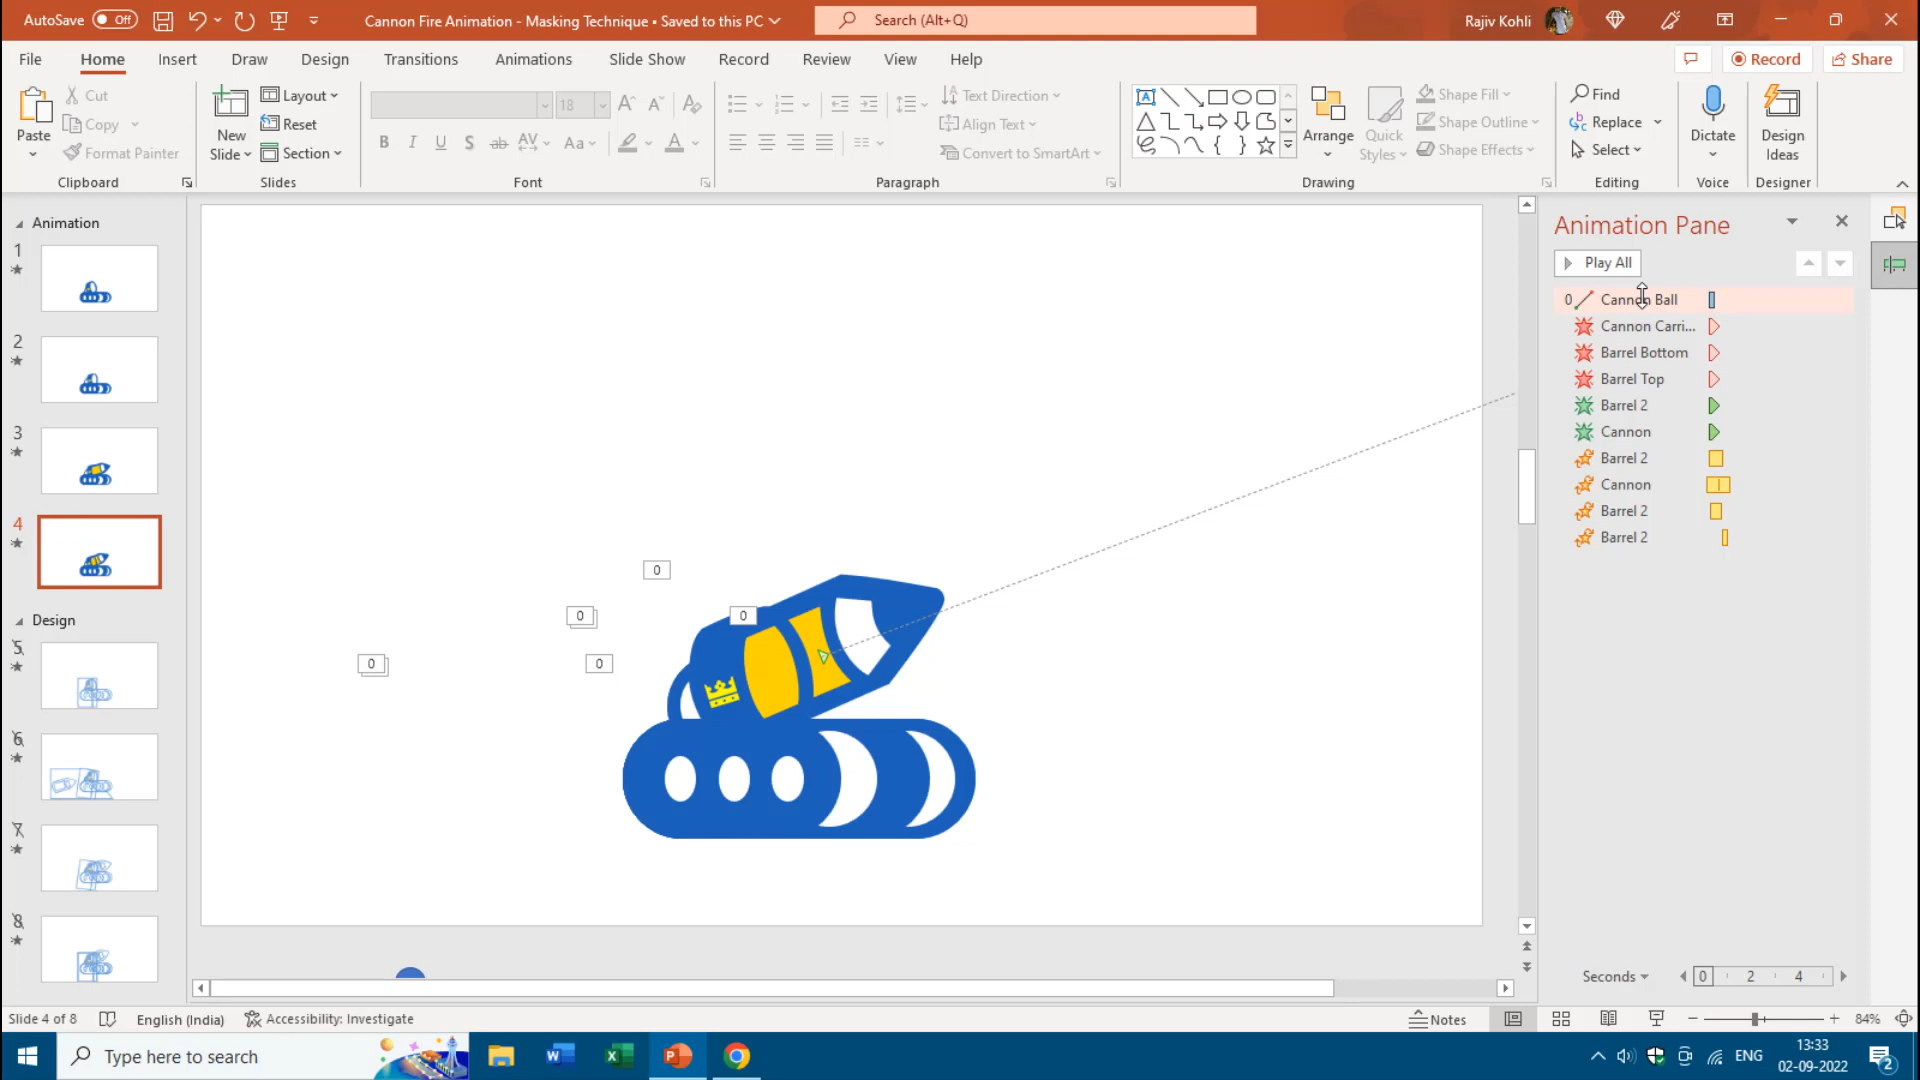 AutoSave Off Cannon Fire Animation - Masking Technique • Saved to this PC Search (Alt+Q) Rajiv Kohli
File Home Insert Draw Design Transitions Animations Slide Show Record Review View Help Record Share
Paste Cut Copy Format Painter Clipboard
New Slide Layout Reset Section Slides
18 Font
Text Direction Align Text Convert to SmartArt Paragraph
Arrange Quick Styles Shape Fill Shape Outline Shape Effects Drawing
Find Replace Select Editing
Dictate Voice
Design Ideas Designer
Animation
1
2
3
4
Design
5
6
7
8
0
0
0
0
0
Animation Pane
Play All
0 Cannon Ball
Cannon Carri...
Barrel Bottom
Barrel Top
Barrel 2
Cannon
Barrel 2
Cannon
Barrel 2
Barrel 2
Seconds 0 2 4
Slide 4 of 8 English (India) Accessibility: Investigate Notes 84%
Type here to search ENG 13:33
02-09-2022 2